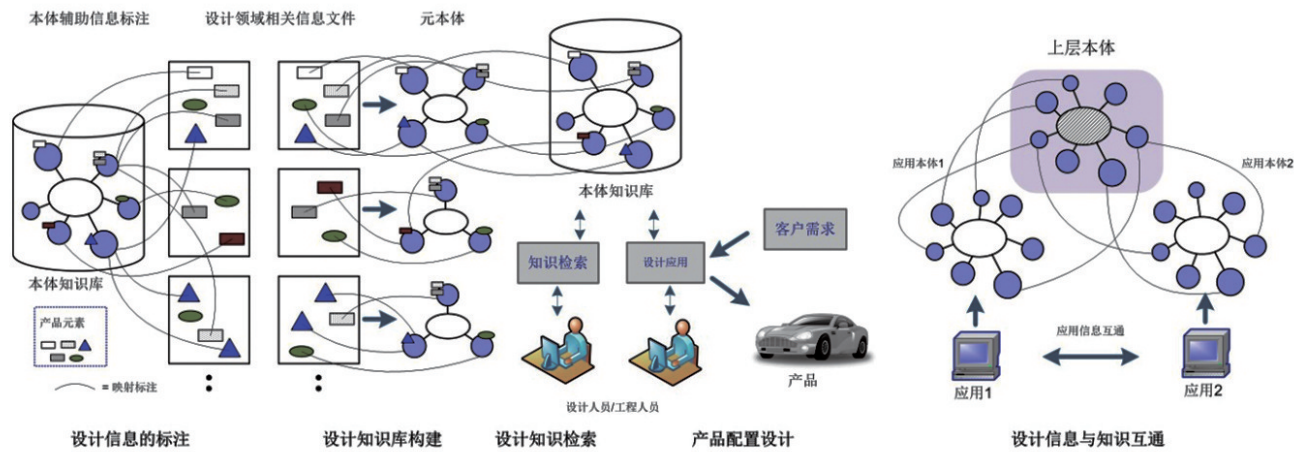 本体辅助信息标注
设计领域相关信息文件
元本体
上层本体
应用本体1
应用本体2
本体知识库
客户需求
知识检索
设计应用
本体知识库
产品元素
= 映射标注
应用信息互通
产品
应用1
应用2
设计人员/工程人员
设计信息的标注
设计知识库构建
设计知识检索
产品配置设计
设计信息与知识互通